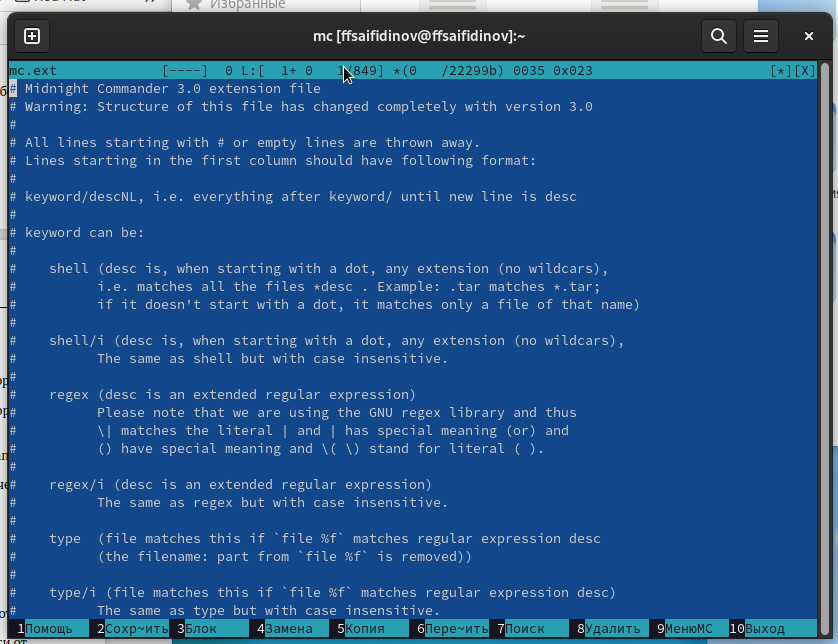 Избранные
mc [ffsaifidinov@ffsaifidinov]:~
mc.ext [----] 0 L:[ 1+ 0 1/849] *(0 /22299b) 0035 0x023 [*][X]
# Midnight Commander 3.0 extension file
# Warning: Structure of this file has changed completely with version 3.0
#
# All lines starting with # or empty lines are thrown away.
# Lines starting in the first column should have following format:
#
# keyword/descNL, i.e. everything after keyword/ until new line is desc
#
# keyword can be:
#
# shell (desc is, when starting with a dot, any extension (no wildcars),
# i.e. matches all the files *desc . Example: .tar matches *.tar;
# if it doesn't start with a dot, it matches only a file of that name)
#
# shell/i (desc is, when starting with a dot, any extension (no wildcars),
# The same as shell but with case insensitive.
#
# regex (desc is an extended regular expression)
# Please note that we are using the GNU regex library and thus
# \| matches the literal | and | has special meaning (or) and
# () have special meaning and \( \) stand for literal ( ).
#
# regex/i (desc is an extended regular expression)
# The same as regex but with case insensitive.
#
# type (file matches this if `file %f` matches regular expression desc
# (the filename: part from `file %f` is removed))
#
# type/i (file matches this if `file %f` matches regular expression desc)
# The same as type but with case insensitive.
1Помощь 2Сохр~ить 3Блок 4Замена 5Копия 6Пере~ить 7Поиск 8Удалить 9МенюМС 10Выход